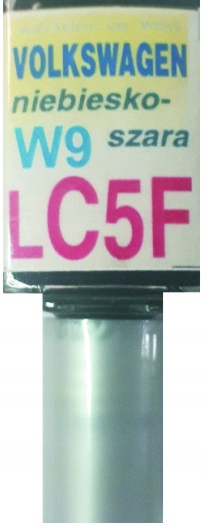 VOLKSWAGEN
niebiesko-
W9 szara
LC5F